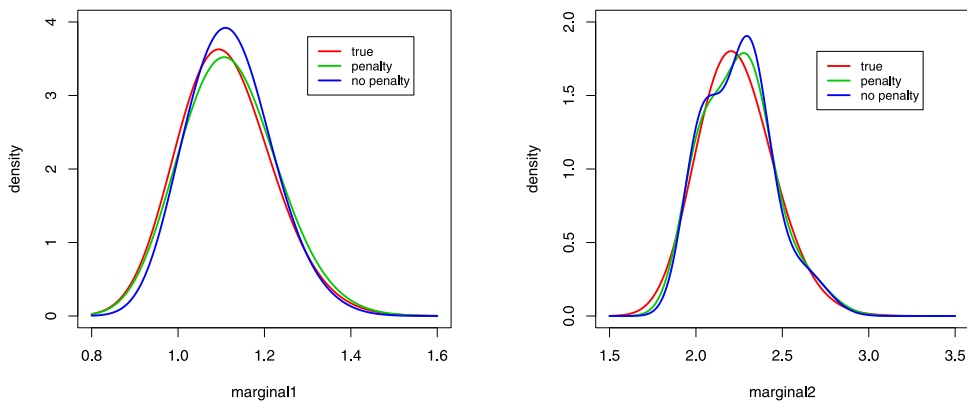 density
4
3
2
1
0
true
penalty
no penalty
0.8 1.0 1.2 1.4 1.6
marginal1
density
2.0
1.5
1.0
0.5
0.0
true
penalty
no penalty
1.5 2.0 2.5 3.0 3.5
marginal2